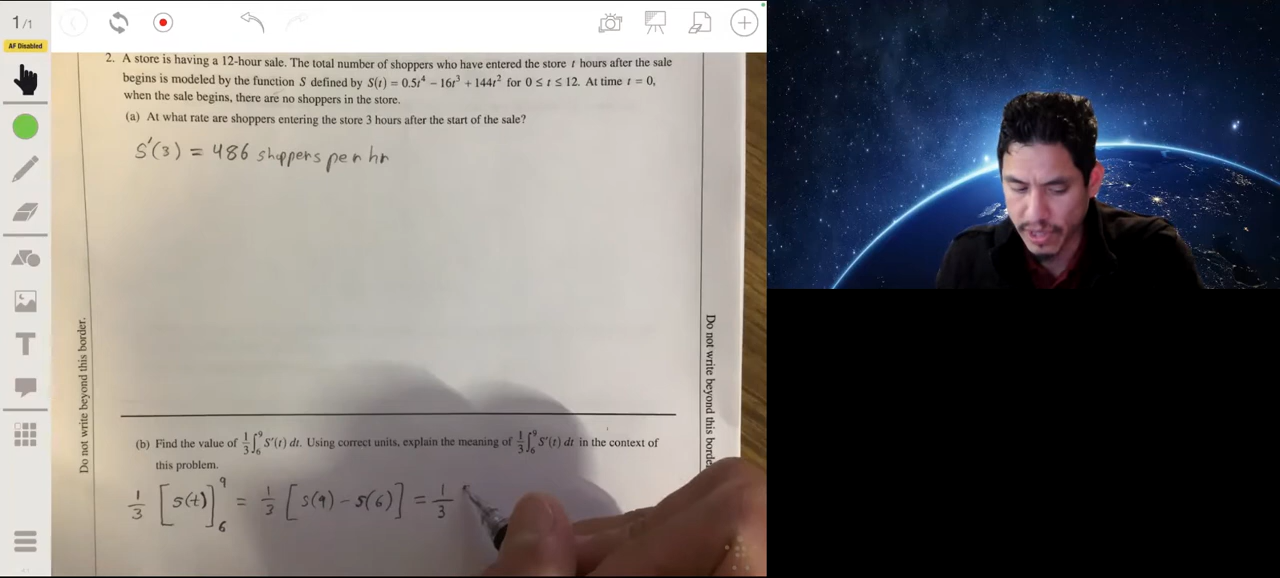 1/1
AF Disabled
2. A store is having a 12-hour sale. The total number of shoppers who have entered the store t hours after the sale
begins is modeled by the function S defined by S(t) = 0.5t⁴ − 16t³ + 144t² for 0 ≤ t ≤ 12. At time t = 0,
when the sale begins, there are no shoppers in the store.
(a) At what rate are shoppers entering the store 3 hours after the start of the sale?
S'(3) = 486 shoppers per hr
Do not write beyond this border.
Do not write beyond this border
(b) Find the value of 1/3 ∫₆⁹ S'(t) dt. Using correct units, explain the meaning of 1/3 ∫₆⁹ S'(t) dt in the context of
this problem.
1/3 [S(t)]₆⁹ = 1/3 [S(9) − S(6)] = 1/3